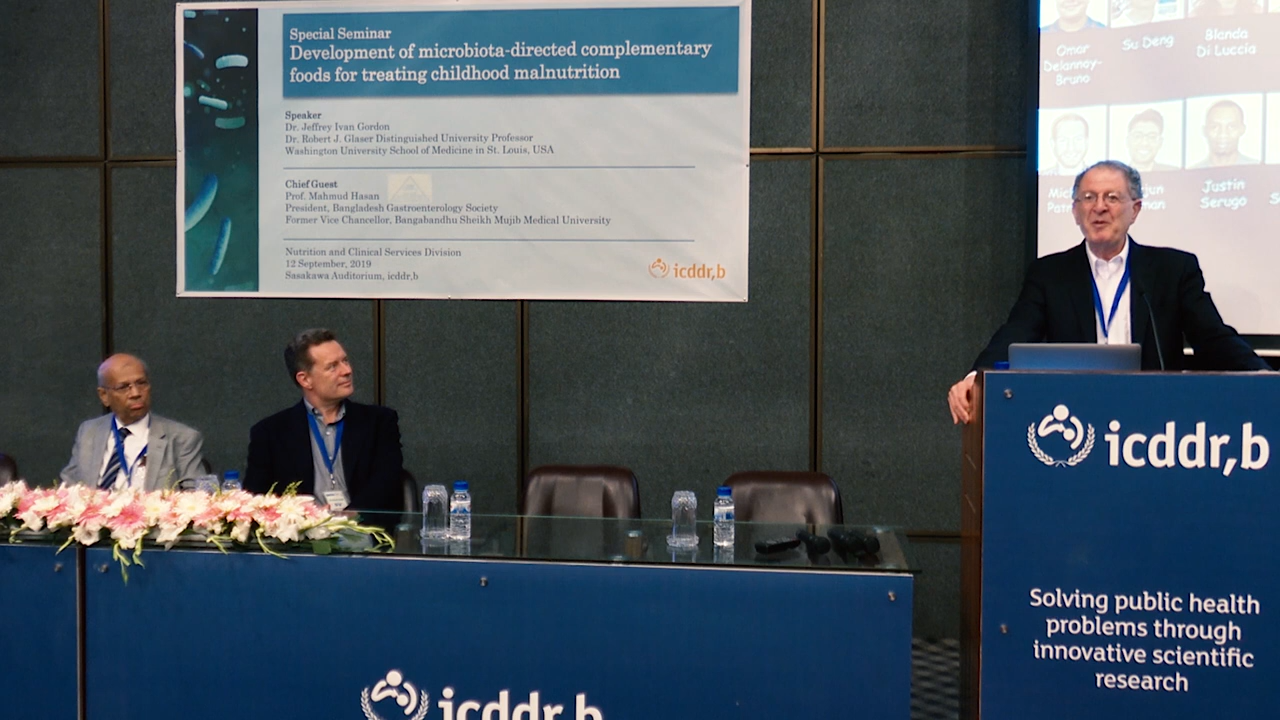 Special Seminar
Development of microbiota-directed complementary
foods for treating childhood malnutrition
Speaker
Dr. Jeffrey Ivan Gordon
Dr. Robert J. Glaser Distinguished University Professor
Washington University School of Medicine in St. Louis, USA
Chief Guest
Prof. Mahmud Hasan
President, Bangladesh Gastroenterology Society
Former Vice Chancellor, Bangabandhu Sheikh Mujib Medical University
Nutrition and Clinical Services Division
12 September, 2019
Sasakawa Auditorium, icddr,b
icddr,b
Omar
Delannoy-
Bruno
Su Deng
Blanda
Di Luccia
Justin
Serugo
icddr,b
Solving public health
problems through
innovative scientific
research
icddr,b